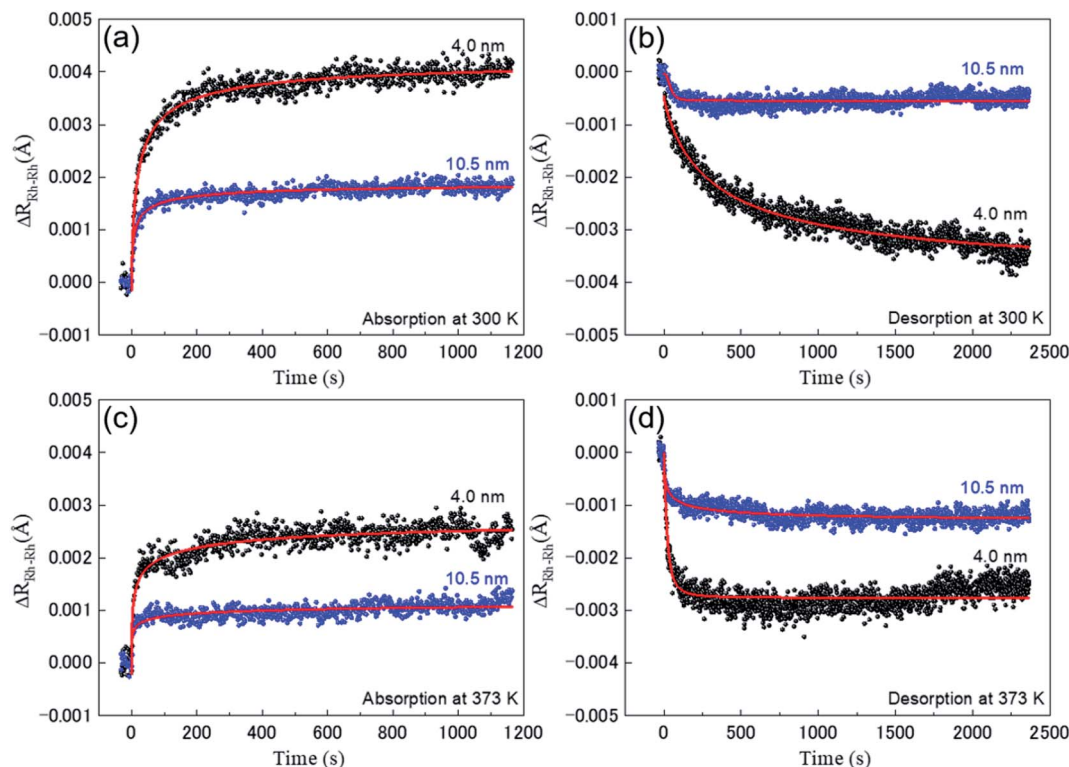 (a)
0.005
0.004
0.003
0.002
0.001
0.000
−0.001
ΔR_Rh-Rh(Å)
4.0 nm
10.5 nm
Absorption at 300 K
0 200 400 600 800 1000 1200
Time (s)
(b)
0.001
0.000
−0.001
−0.002
−0.003
−0.004
−0.005
ΔR_Rh-Rh(Å)
10.5 nm
4.0 nm
Desorption at 300 K
0 500 1000 1500 2000 2500
Time (s)
(c)
0.005
0.004
0.003
0.002
0.001
0.000
−0.001
ΔR_Rh-Rh(Å)
4.0 nm
10.5 nm
Absorption at 373 K
0 200 400 600 800 1000 1200
Time (s)
(d)
0.001
0.000
−0.001
−0.002
−0.003
−0.004
−0.005
ΔR_Rh-Rh(Å)
10.5 nm
4.0 nm
Desorption at 373 K
0 500 1000 1500 2000 2500
Time (s)